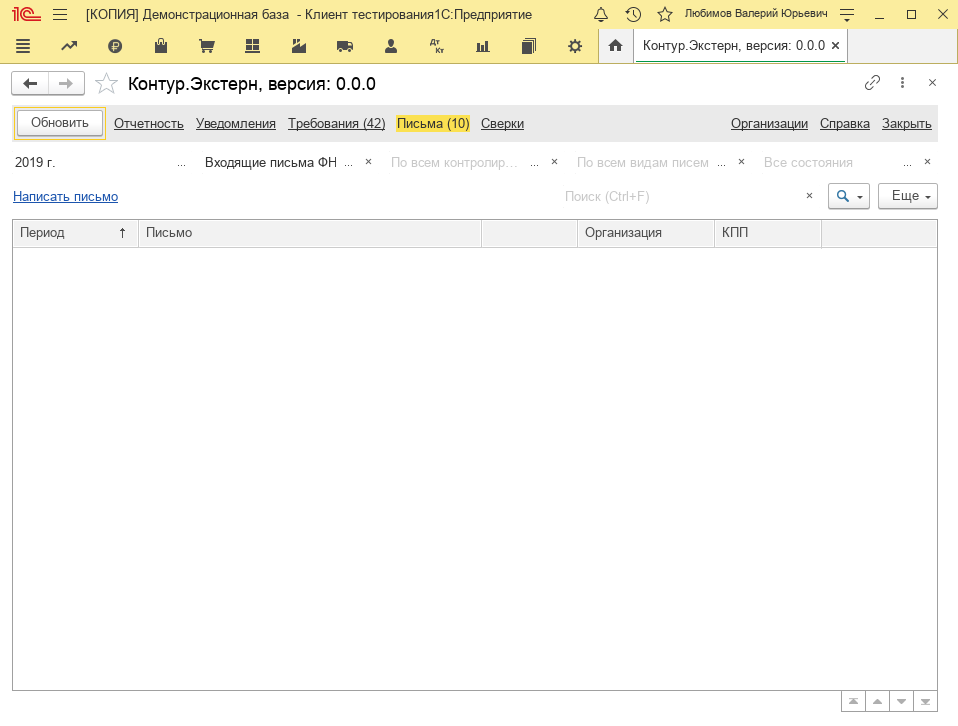 1С [КОПИЯ] Демонстрационная база - Клиент тестирования1С:Предприятие Любимов Валерий Юрьевич
Дт Кт Контур.Экстерн, версия: 0.0.0 ×
Контур.Экстерн, версия: 0.0.0
Обновить Отчетность Уведомления Требования (42) Письма (10) Сверки Организации Справка Закрыть
2019 г. ... Входящие письма ФН ... × По всем контролир... ... × По всем видам писем ... × Все состояния ... ×
Написать письмо Поиск (Ctrl+F) × Еще
Период ↑ Письмо Организация КПП